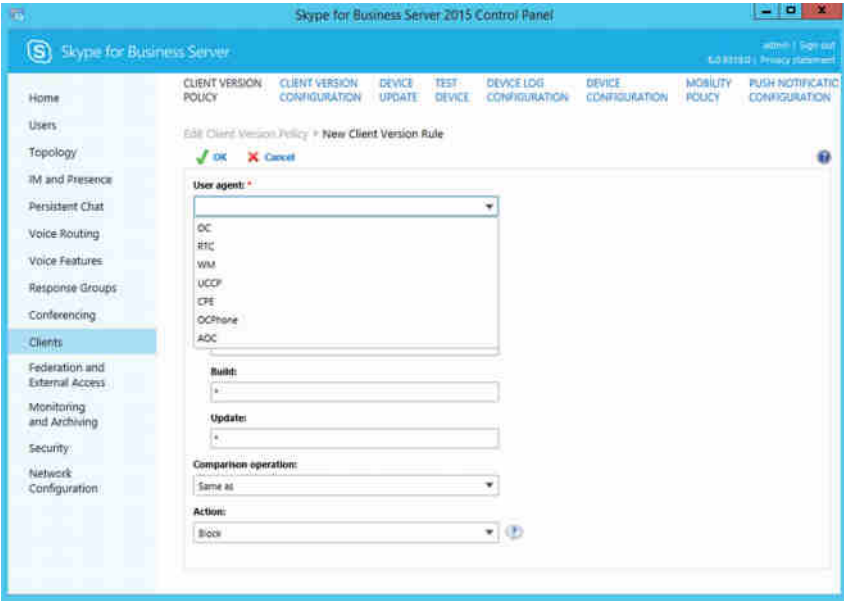 Skype for Business Server 2015 Control Panel
Skype for Business Server
admin | Sign out
Privacy statement
CLIENT VERSION POLICY
CLIENT VERSION CONFIGURATION
DEVICE UPDATE
TEST DEVICE
DEVICE LOG CONFIGURATION
DEVICE CONFIGURATION
MOBILITY POLICY
PUSH NOTIFICATIC CONFIGURATION
Home
Users
Topology
IM and Presence
Persistent Chat
Voice Routing
Voice Features
Response Groups
Conferencing
Clients
Federation and
External Access
Monitoring
and Archiving
Security
Network
Configuration
Edit Client Version Policy ▸ New Client Version Rule
OK
Cancel
User agent: *
OC
RTC
WM
UCCP
CPE
OCPhone
AOC
Build:
*
Update:
*
Comparison operation:
Same as
Action:
Block